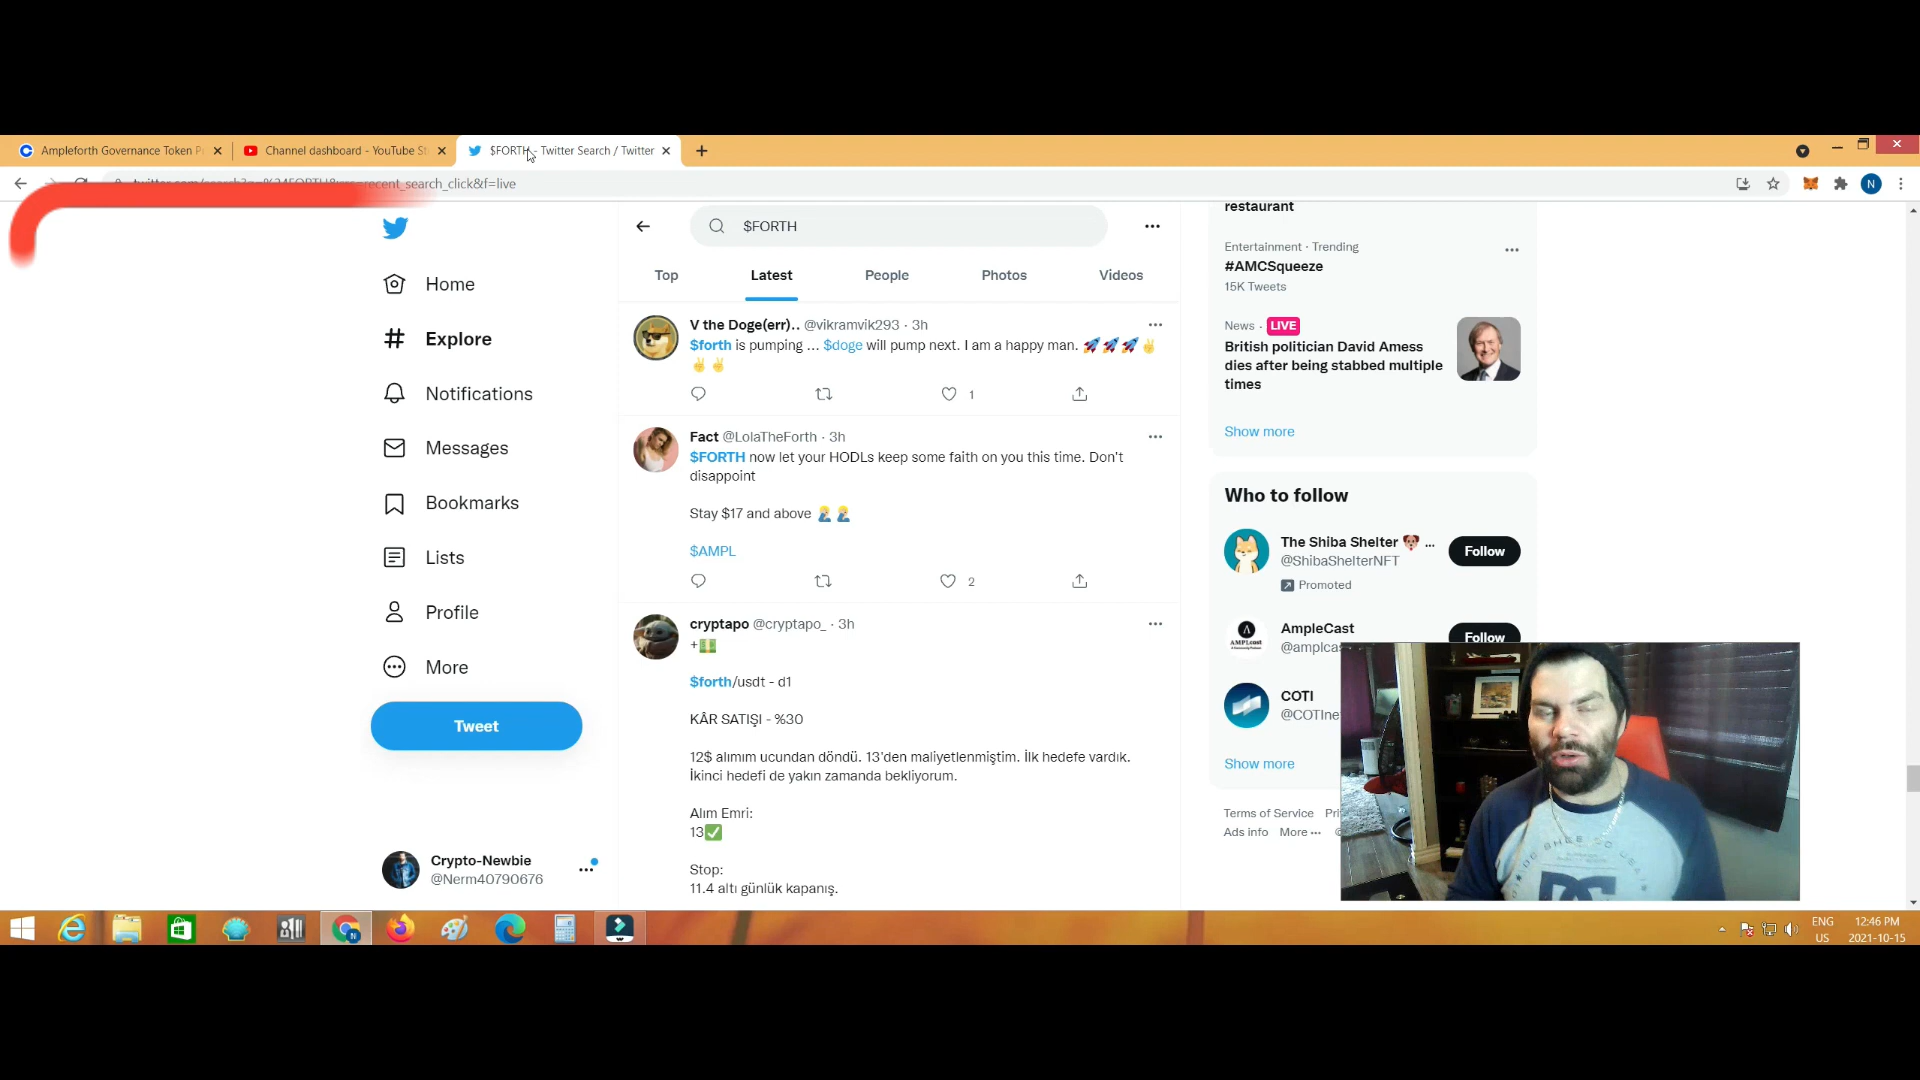 Ampleforth Governance Token P
Channel dashboard - YouTube St
$FORTH - Twitter Search / Twitter
recent_search_click&f=live
N
$FORTH
Top
Latest
People
Photos
Videos
Home
Explore
Notifications
Messages
Bookmarks
Lists
Profile
More
Tweet
Crypto-Newbie
@Nerm40790676
V the Doge(err).. @vikramvik293 · 3h
$forth is pumping ... $doge will pump next. I am a happy man. 🚀🚀🚀✌
✌✌
1
Fact @LolaTheForth · 3h
$FORTH now let your HODLs keep some faith on you this time. Don't
disappoint
Stay $17 and above
$AMPL
2
cryptapo @cryptapo_ · 3h
+💵
$forth/usdt - d1
KÂR SATIŞI - %30
12$ alımım ucundan döndü. 13'den maliyetlenmiştim. İlk hedefe vardık.
İkinci hedefi de yakın zamanda bekliyorum.
Alım Emri:
13✅
Stop:
11.4 altı günlük kapanış.
restaurant
Entertainment · Trending
#AMCSqueeze
15K Tweets
News · LIVE
British politician David Amess
dies after being stabbed multiple
times
Show more
Who to follow
The Shiba Shelter 🐶 ...
@ShibaShelterNFT
Promoted
Follow
AmpleCast
@amplcas
Follow
COTI
@COTIne
Show more
Terms of Service Pri
Ads info More ···
ENG
US
12:46 PM
2021-10-15